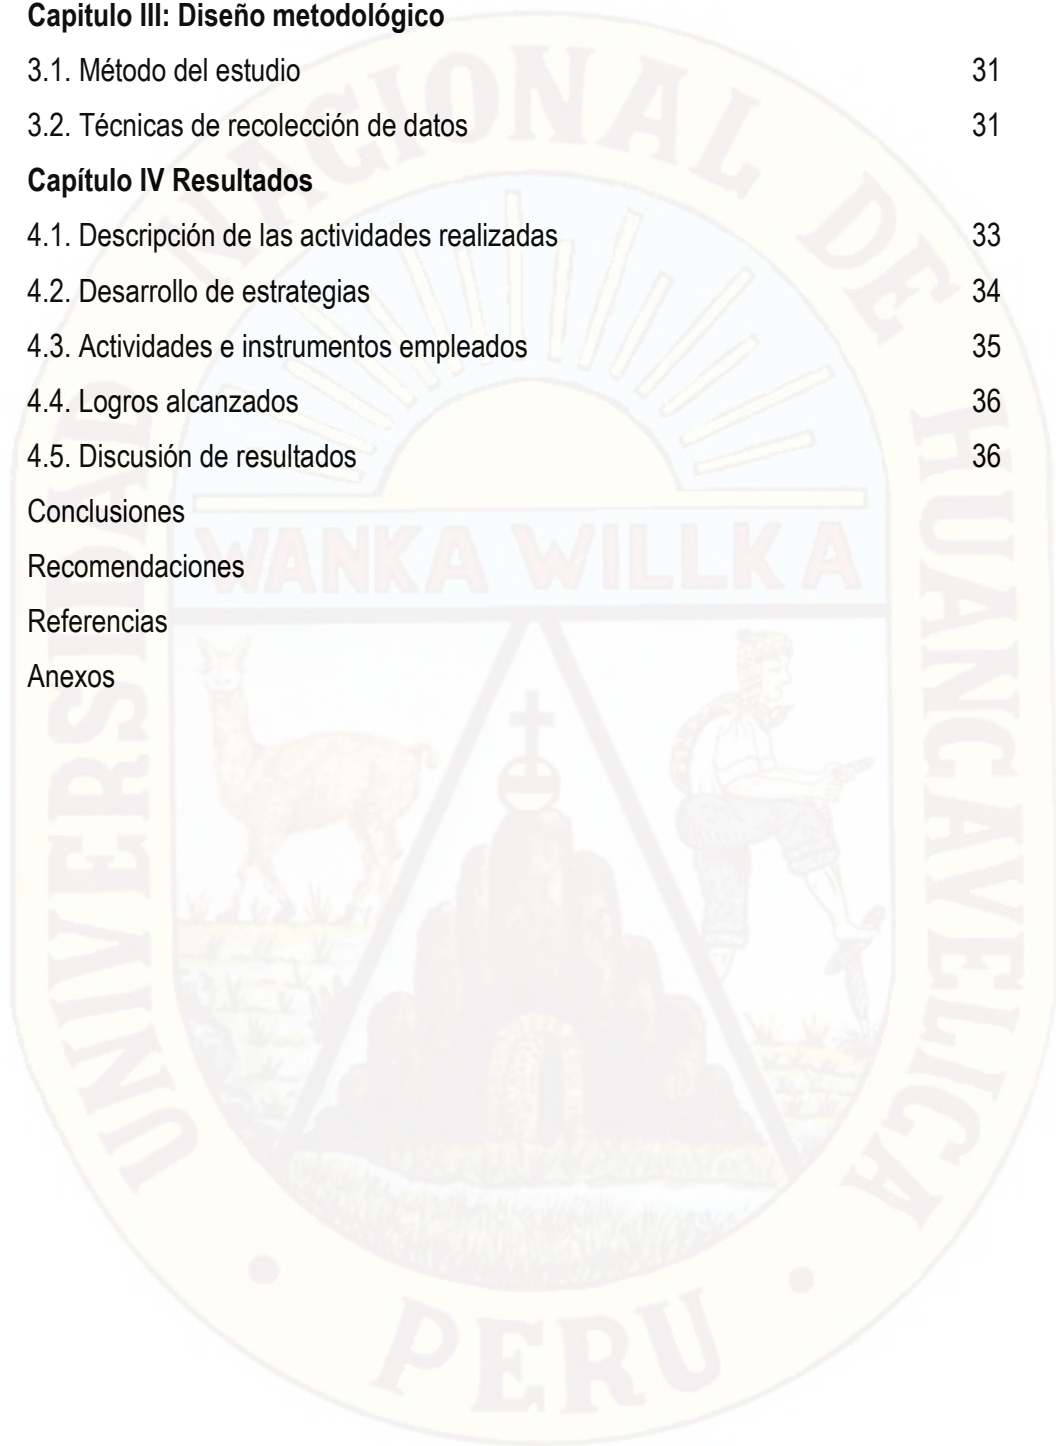 Capitulo III: Diseño metodológico
3.1. Método del estudio 31
3.2. Técnicas de recolección de datos 31
Capítulo IV Resultados
4.1. Descripción de las actividades realizadas 33
4.2. Desarrollo de estrategias 34
4.3. Actividades e instrumentos empleados 35
4.4. Logros alcanzados 36
4.5. Discusión de resultados 36
Conclusiones
Recomendaciones
Referencias
Anexos
UNIVERSIDAD NACIONAL DE HUANCAVELICA
WANKA WILLKA
PERU